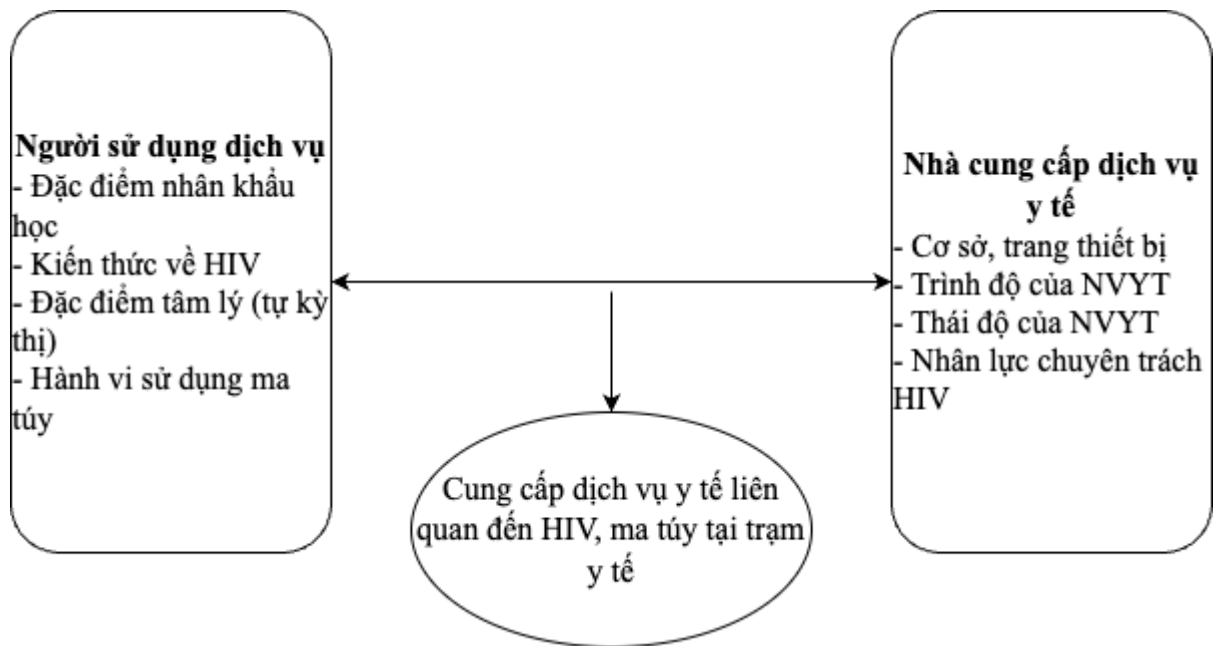 Người sử dụng dịch vụ
- Đặc điểm nhân khẩu
học
- Kiến thức về HIV
- Đặc điểm tâm lý (tự kỳ
thị)
- Hành vi sử dụng ma
túy
Nhà cung cấp dịch vụ
y tế
- Cơ sở, trang thiết bị
- Trình độ của NVYT
- Thái độ của NVYT
- Nhân lực chuyên trách
HIV
Cung cấp dịch vụ y tế liên
quan đến HIV, ma túy tại trạm
y tế